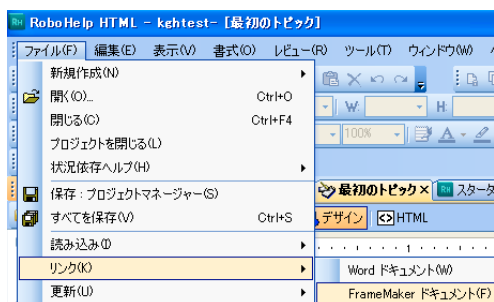 RoboHelp HTML - kghtest- [最初のトピック]
ファイル(F) 編集(E) 表示(V) 書式(O) レビュー(R) ツール(T) ウィンドウ(W)
新規作成(N)
開く(O)... Ctrl+O
閉じる(C) Ctrl+F4
W: H:
プロジェクトを閉じる(L)
100%
状況依存ヘルプ(H)
保存 : プロジェクトマネージャー(S)
最初のトピック × スタータ
すべてを保存(V) Ctrl+S
デザイン HTML
読み込み(I)
1
リンク(K)
Word ドキュメント(W)
更新(U)
FrameMaker ドキュメント(F)